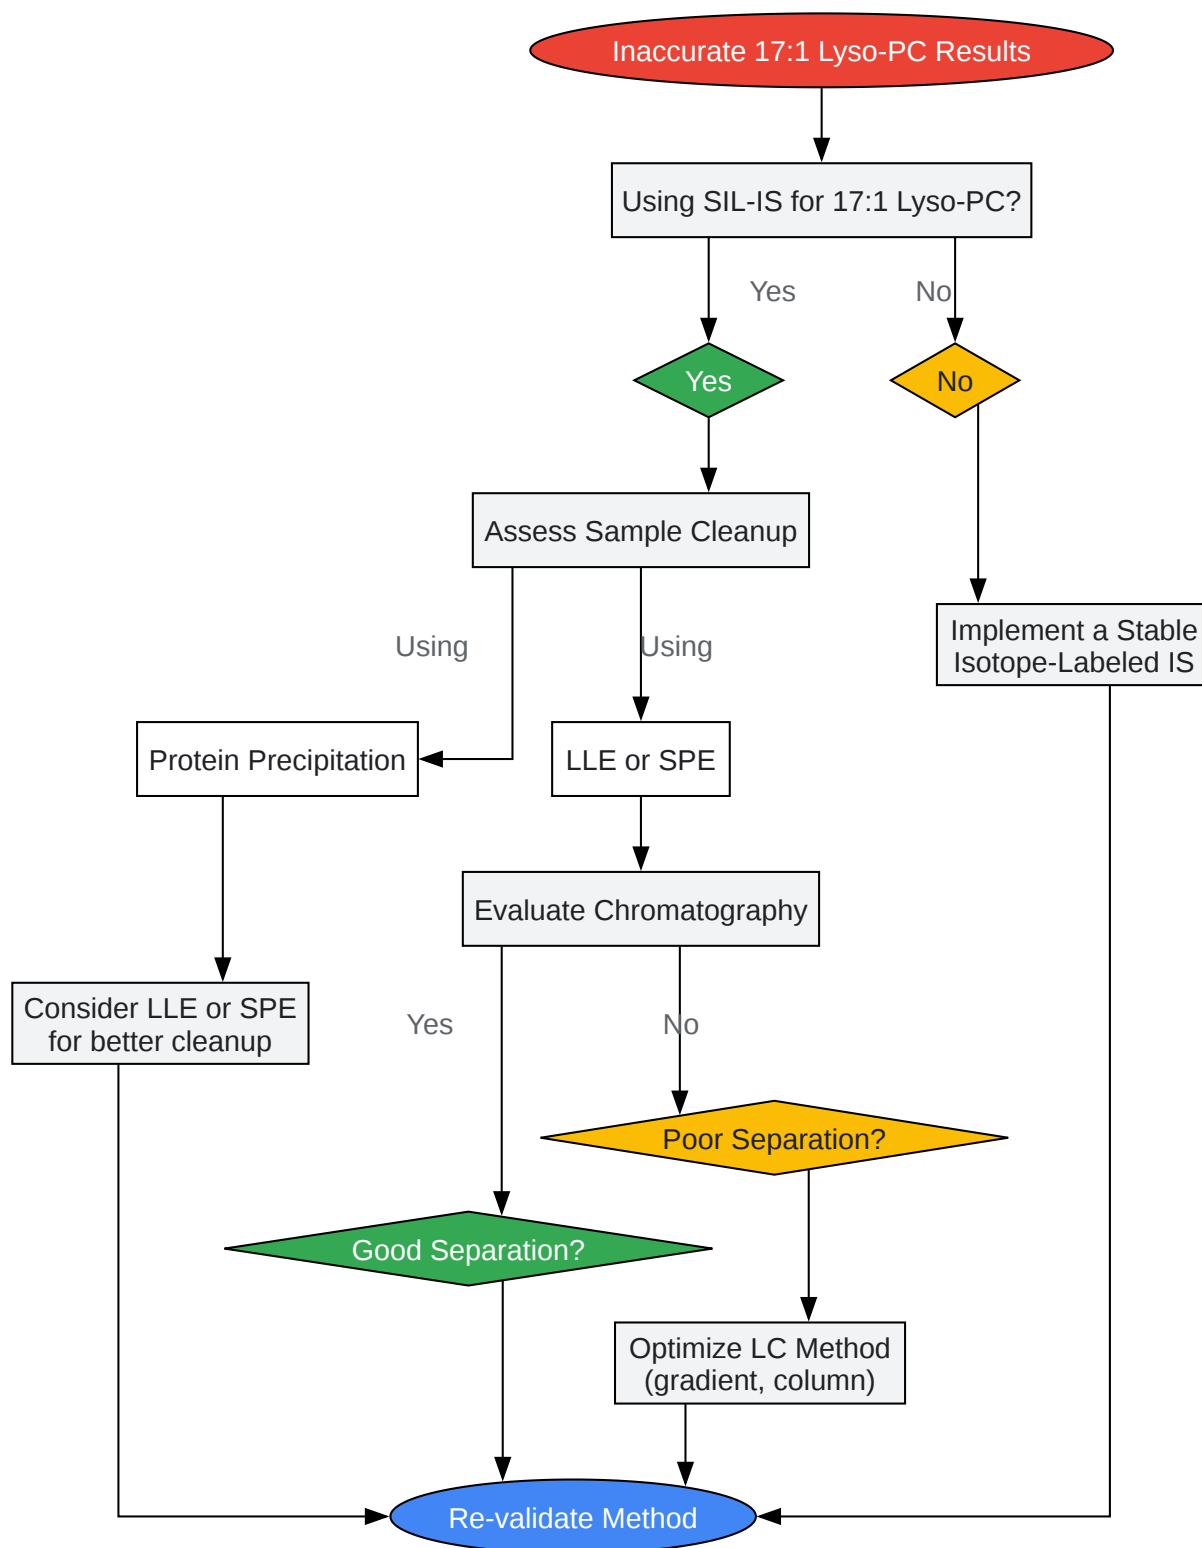 Inaccurate 17:1 Lyso-PC Results
Using SIL-IS for 17:1 Lyso-PC?
Yes
No
Yes
No
Assess Sample Cleanup
Using
Using
Implement a Stable
Isotope-Labeled IS
Protein Precipitation
LLE or SPE
Evaluate Chromatography
Consider LLE or SPE
for better cleanup
Yes
No
Poor Separation?
Good Separation?
Optimize LC Method
(gradient, column)
Re-validate Method